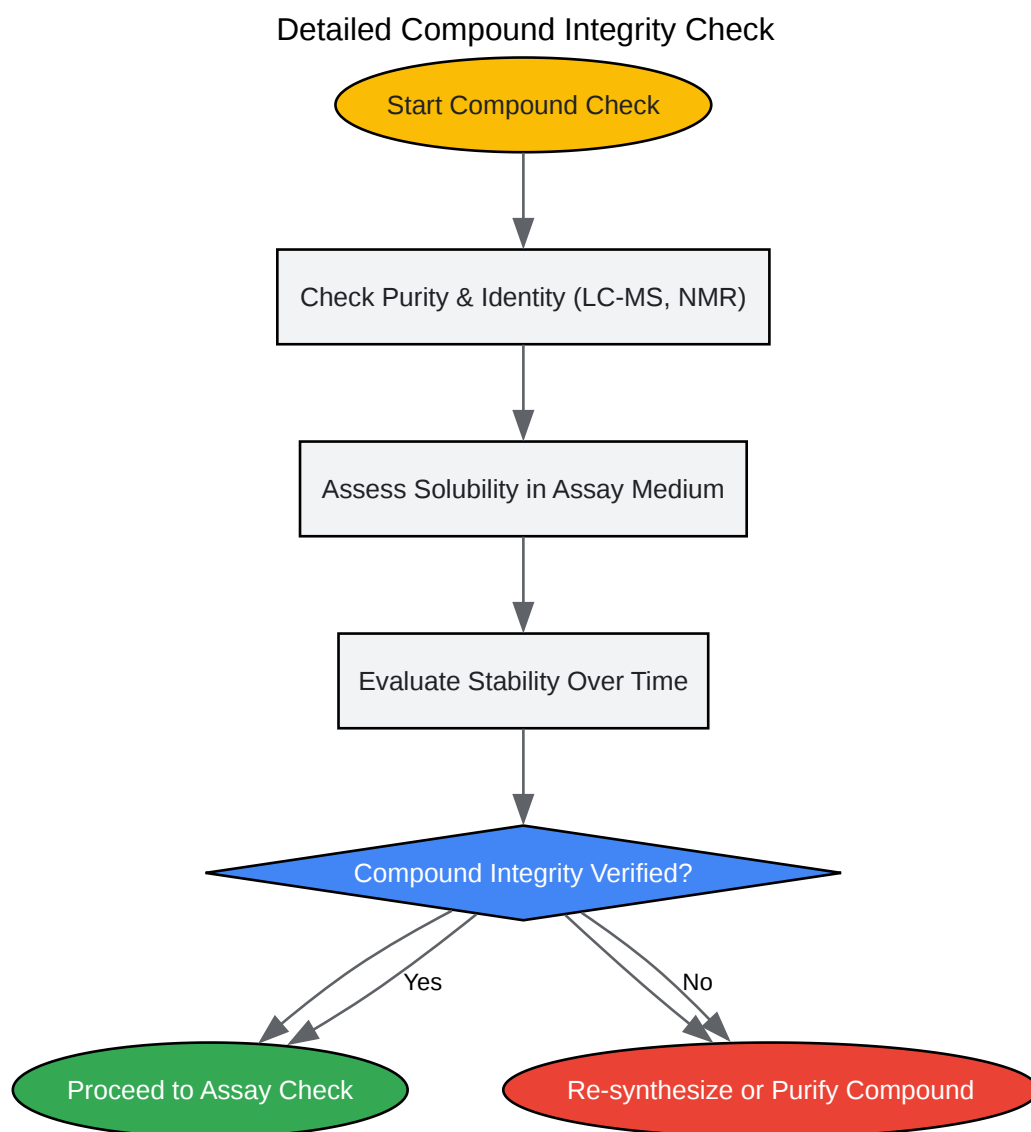 Detailed Compound Integrity Check
Start Compound Check
Check Purity & Identity (LC-MS, NMR)
Assess Solubility in Assay Medium
Evaluate Stability Over Time
Compound Integrity Verified?
Yes
No
Proceed to Assay Check
Re-synthesize or Purify Compound